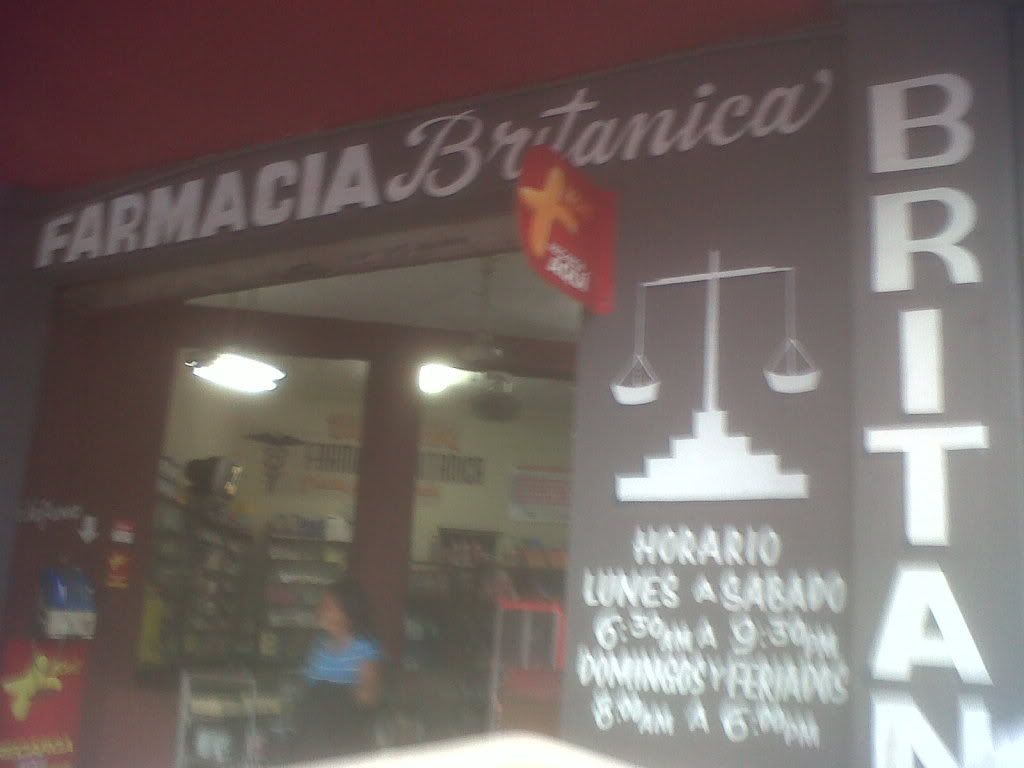 FARMACIA Britanica
BRITAN
AQUI
HORARIO
LUNES A SABADO
6:30 AM A 9:30 PM
DOMINGOS Y FERIADOS
8:00 AM A 6:00 PM